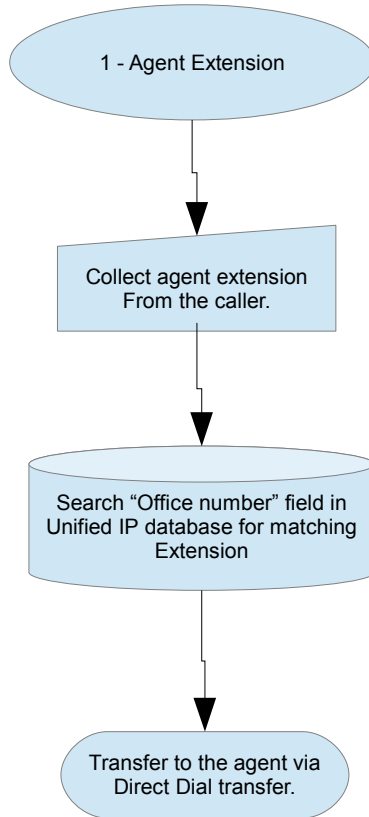 1 - Agent Extension
Collect agent extension
From the caller.
Search “Office number” field in
Unified IP database for matching
Extension
Transfer to the agent via
Direct Dial transfer.